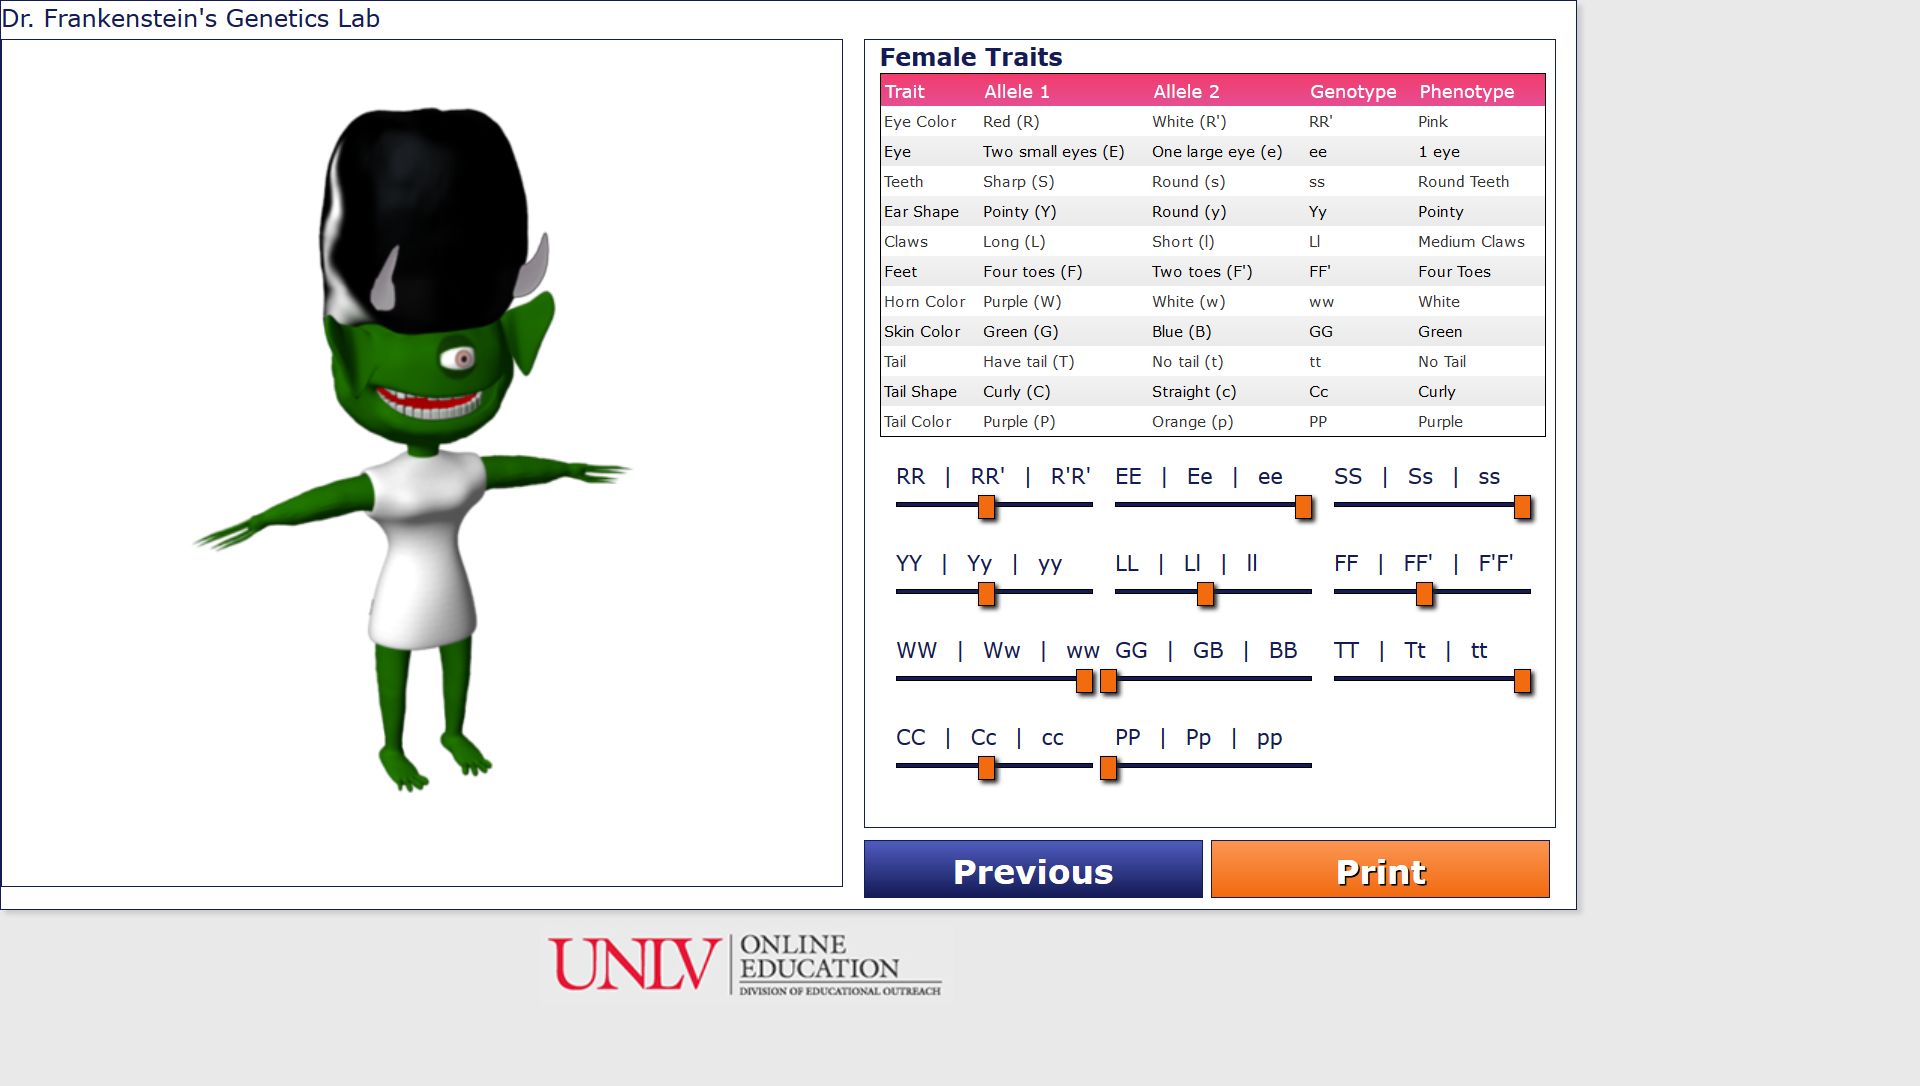 Dr. Frankenstein's Genetics Lab
Female Traits
Trait Allele 1 Allele 2 Genotype Phenotype
Eye Color Red (R) White (R') RR' Pink
Eye Two small eyes (E) One large eye (e) ee 1 eye
Teeth Sharp (S) Round (s) ss Round Teeth
Ear Shape Pointy (Y) Round (y) Yy Pointy
Claws Long (L) Short (l) Ll Medium Claws
Feet Four toes (F) Two toes (F') FF' Four Toes
Horn Color Purple (W) White (w) ww White
Skin Color Green (G) Blue (B) GG Green
Tail Have tail (T) No tail (t) tt No Tail
Tail Shape Curly (C) Straight (c) Cc Curly
Tail Color Purple (P) Orange (p) PP Purple
RR | RR' | R'R' EE | Ee | ee SS | Ss | ss
YY | Yy | yy LL | Ll | ll FF | FF' | F'F'
WW | Ww | ww GG | GB | BB TT | Tt | tt
CC | Cc | cc PP | Pp | pp
Previous Print
UNLV ONLINE
EDUCATION
DIVISION OF EDUCATIONAL OUTREACH